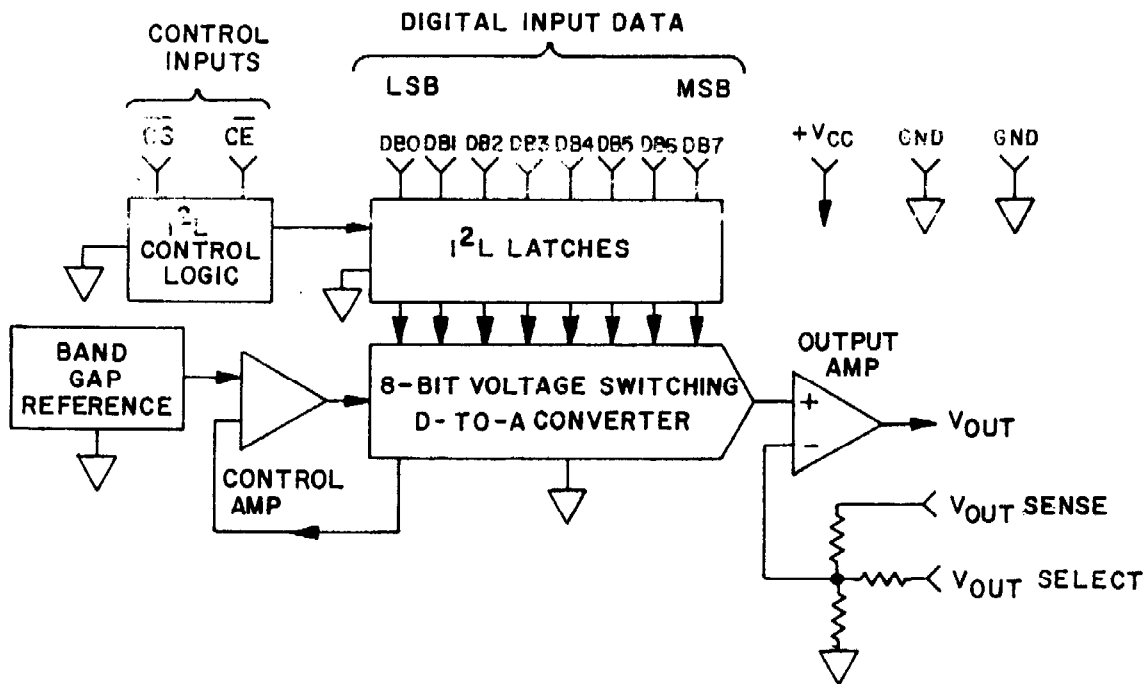 DIGITAL INPUT DATA
CONTROL
INPUTS
LSB MSB
C̅S̅ C̅E̅
DB0 DB1 DB2 DB3 DB4 DB5 DB6 DB7
+VCC GND GND
I²L
CONTROL
LOGIC
I²L LATCHES
BAND
GAP
REFERENCE
8-BIT VOLTAGE SWITCHING
D-TO-A CONVERTER
OUTPUT
AMP
+
-
VOUT
CONTROL
AMP
VOUT SENSE
VOUT SELECT